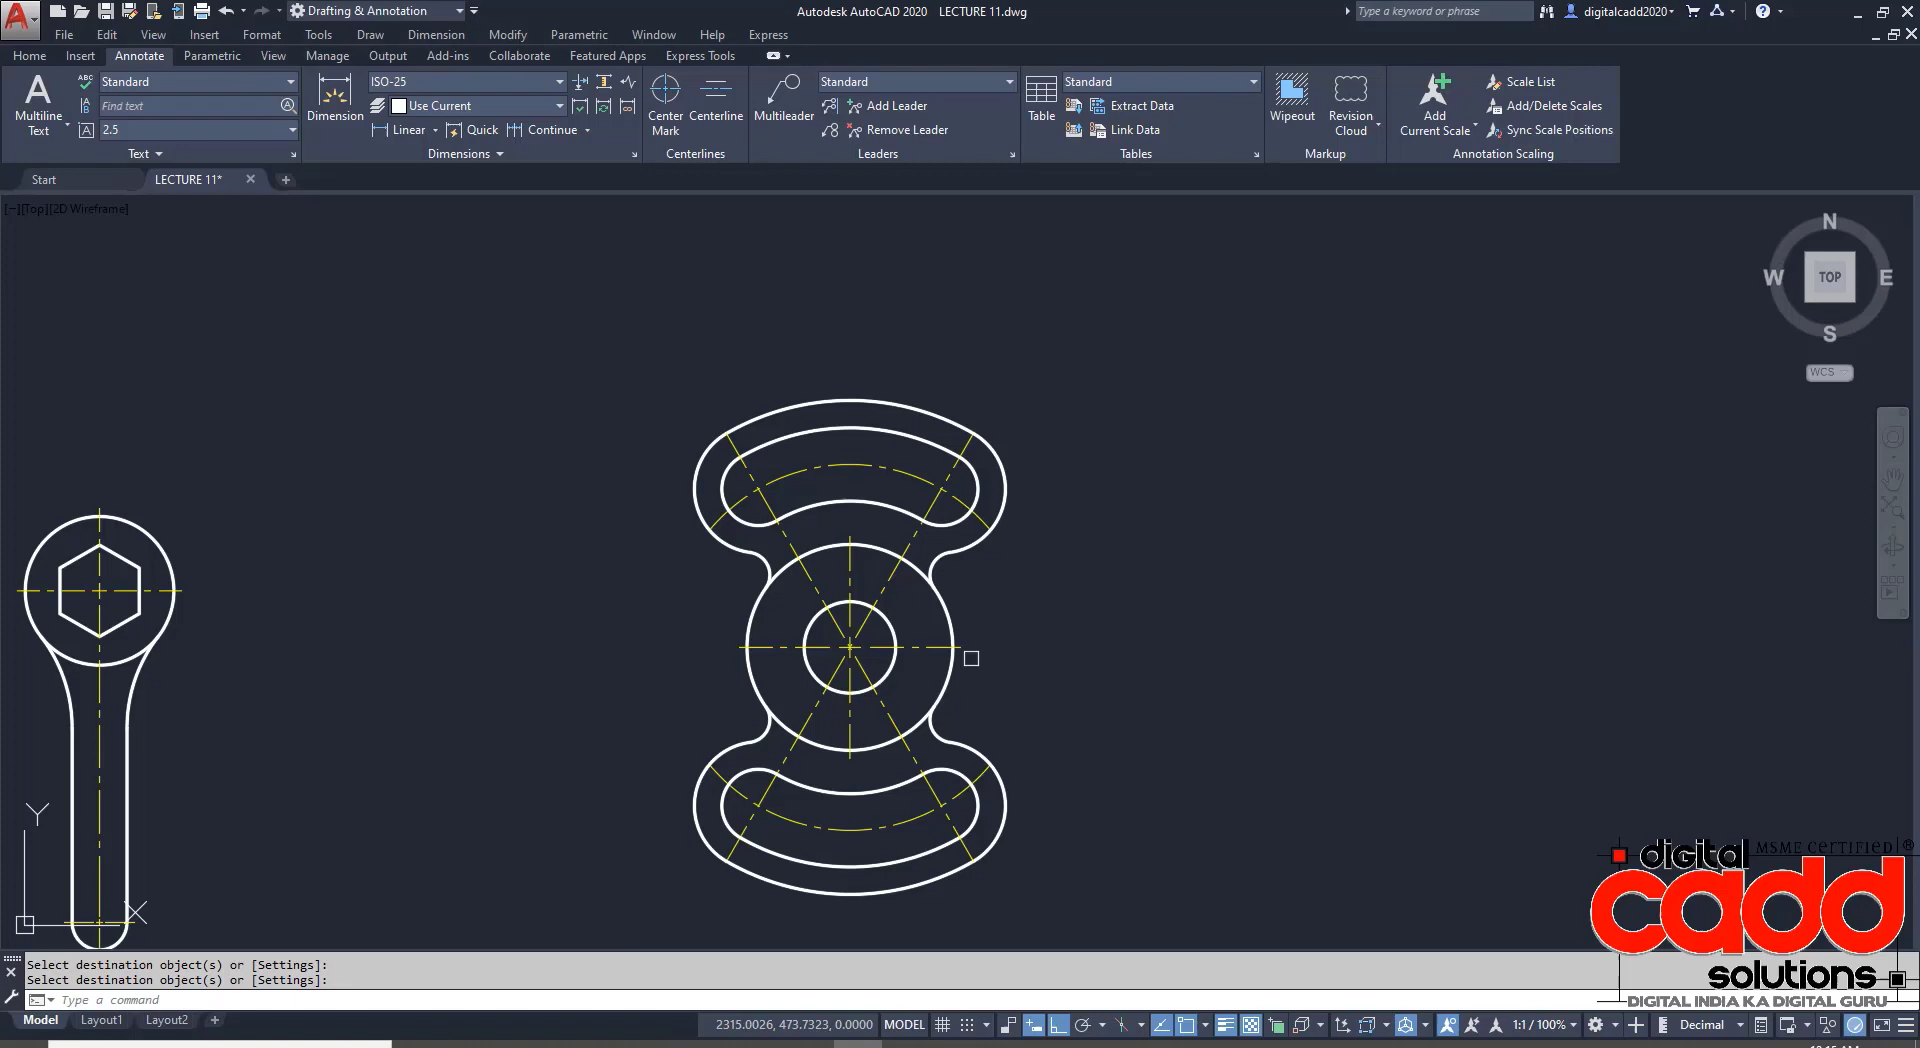 Drafting & Annotation
Autodesk AutoCAD 2020 LECTURE 11.dwg
Type a keyword or phrase
digitalcadd2020
File Edit View Insert Format Tools Draw Dimension Modify Parametric Window Help Express
Home Insert Annotate Parametric View Manage Output Add-ins Collaborate Featured Apps Express Tools
A
Multiline
Text
ABC
Standard
Find text
2.5
Text
Dimension
ISO-25
Use Current
Linear Quick Continue
Dimensions
Center
Mark
Centerline
Centerlines
Multileader
Standard
Add Leader
Remove Leader
Leaders
Table
Standard
Extract Data
Link Data
Tables
Wipeout
Revision
Cloud
Markup
Add
Current Scale
Scale List
Add/Delete Scales
Sync Scale Positions
Annotation Scaling
Start
LECTURE 11*
[−][Top][2D Wireframe]
N
W TOP E
S
WCS
Y
X
digital MSME Certified ®
cadd
solutions
DIGITAL INDIA KA DIGITAL GURU
Select destination object(s) or [Settings]:
Select destination object(s) or [Settings]:
Type a command
Model Layout1 Layout2
2315.0026, 473.7323, 0.0000 MODEL
1:1 / 100%
Decimal